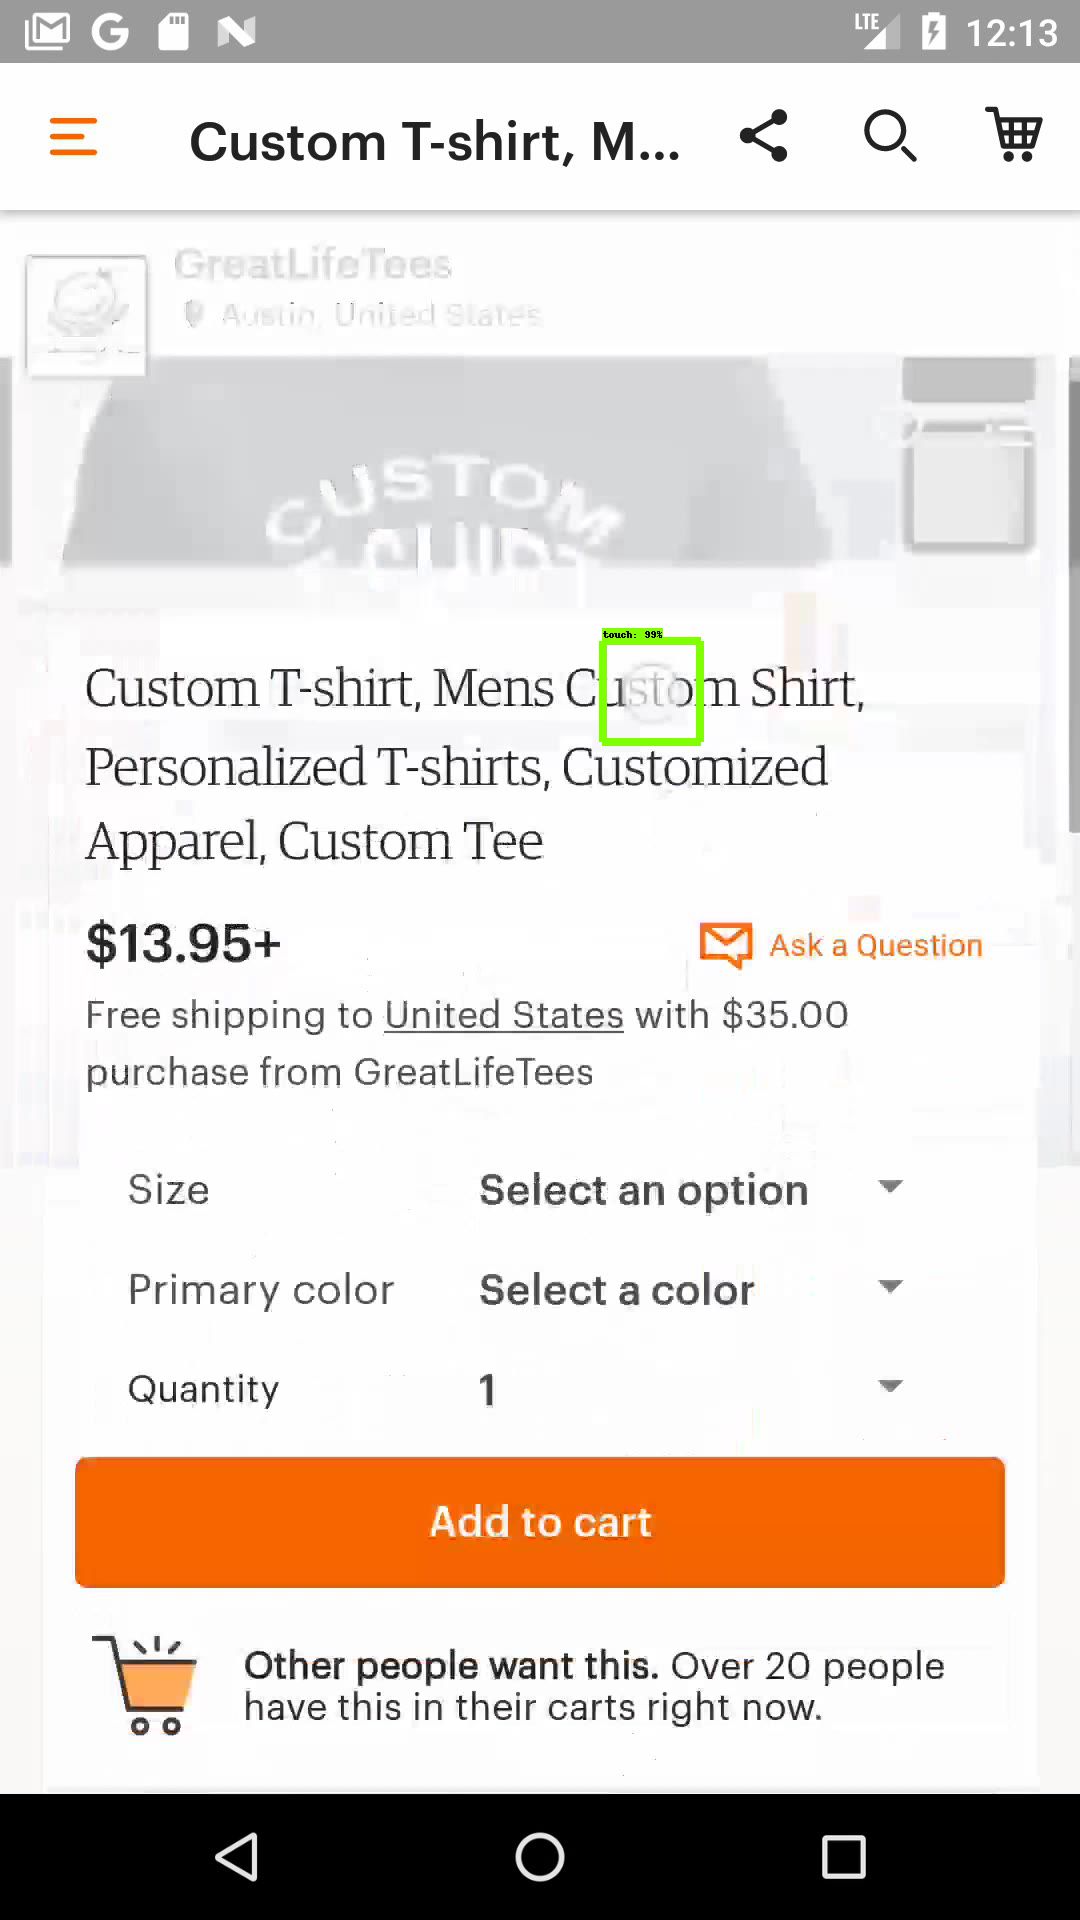 LTE 12:13
Custom T-shirt, M...
GreatLifeTees
Austin, United States
CUSTOM
T-SHIRT
touch: 99%
Custom T-shirt, Mens Custom Shirt,
Personalized T-shirts, Customized
Apparel, Custom Tee
$13.95+
Ask a Question
Free shipping to United States with $35.00
purchase from GreatLifeTees
Size Select an option
Primary color Select a color
Quantity 1
Add to cart
Other people want this. Over 20 people
have this in their carts right now.